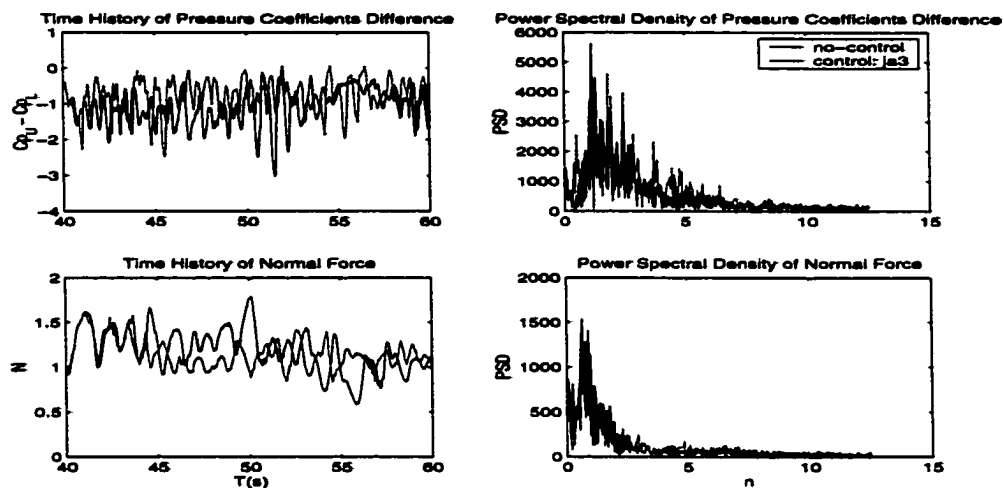 Time History of Pressure Coefficients Difference
1
0
-1
-2
-3
-4
Cp_U - Cp_L
40 45 50 55 60
Power Spectral Density of Pressure Coefficients Difference
6000
5000
4000
3000
2000
1000
0
PSD
no-control
control: ja3
0 5 10 15
Time History of Normal Force
2
1.5
1
0.5
0
N
40 45 50 55 60
T(s)
Power Spectral Density of Normal Force
2000
1500
1000
500
0
PSD
0 5 10 15
n